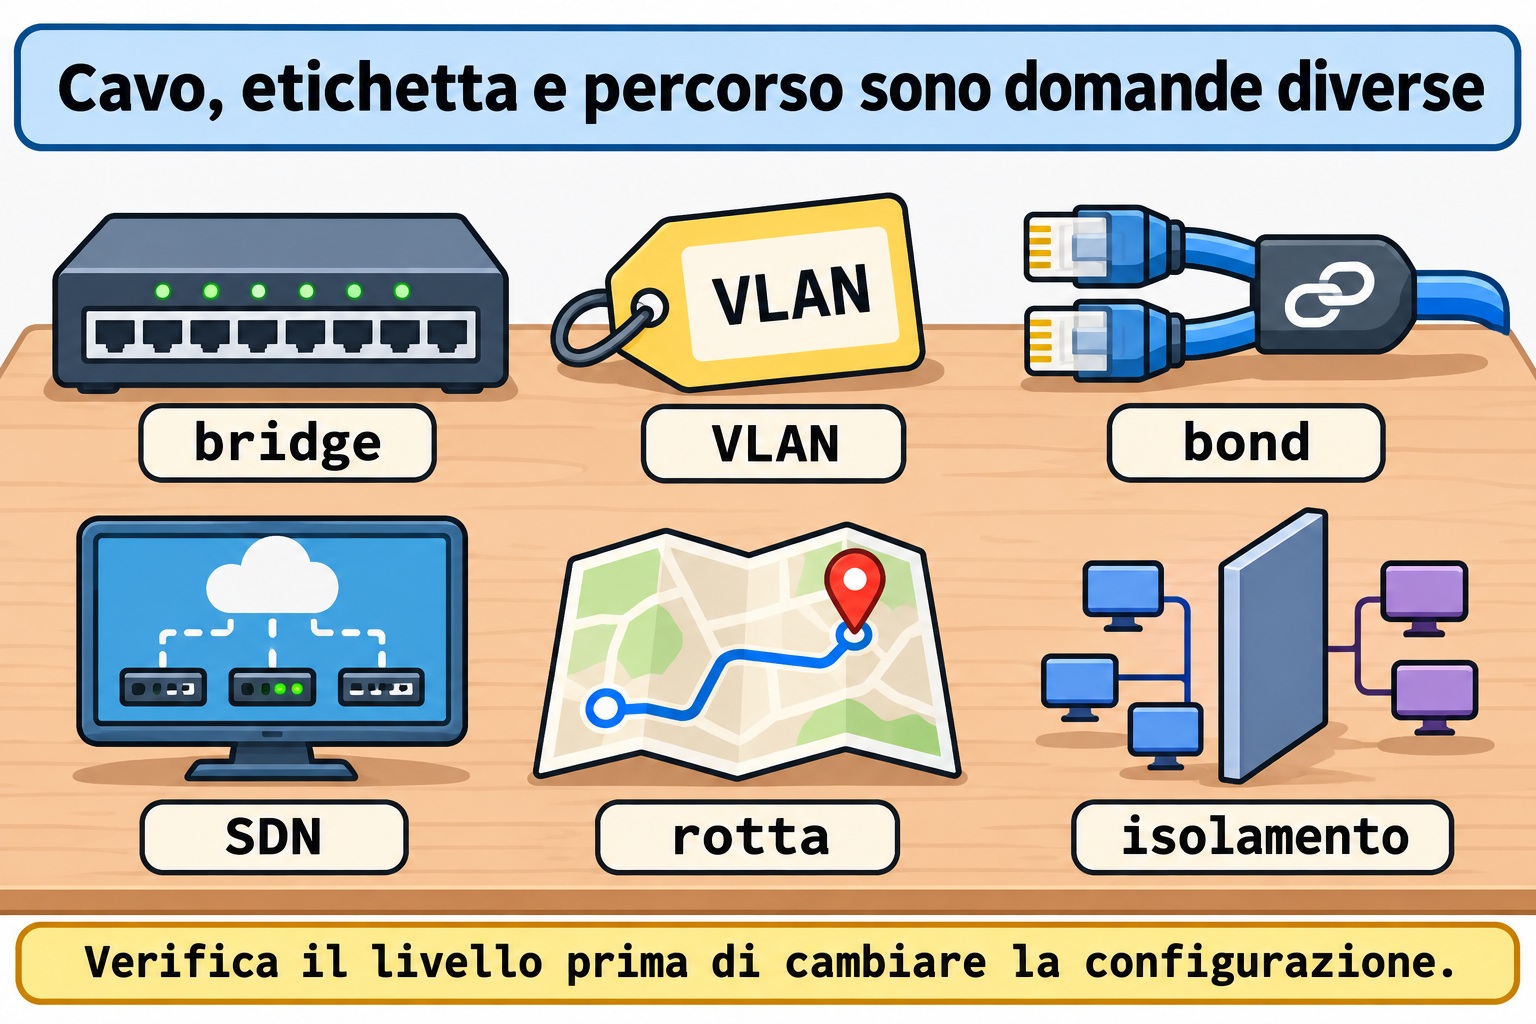 Cavo, etichetta e percorso sono domande diverse
VLAN
bridge
VLAN
bond
SDN
rotta
isolamento
Verifica il livello prima di cambiare la configurazione.